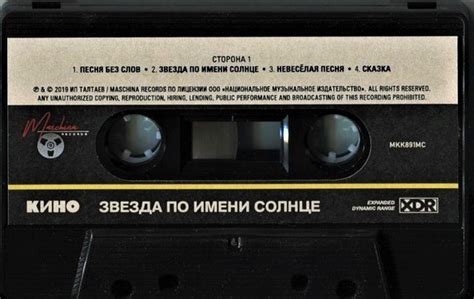 СТОРОНА 1
1. ПЕСНЯ БЕЗ СЛОВ • 2. ЗВЕЗДА ПО ИМЕНИ СОЛНЦЕ • 3. НЕВЕСЁЛАЯ ПЕСНЯ • 4. СКАЗКА
℗ & © 2019 ИП ТАЛТАЕВ / MASCHINA RECORDS ПО ЛИЦЕНЗИИ ООО «НАЦИОНАЛЬНОЕ МУЗЫКАЛЬНОЕ ИЗДАТЕЛЬСТВО». ALL RIGHTS RESERVED.
ANY UNAUTHORIZED COPYING, REPRODUCTION, HIRING, LENDING, PUBLIC PERFORMANCE AND BROADCASTING OF THIS RECORDING PROHIBITED.
Maschina
RECORDS
MKK891MC
КИНО ЗВЕЗДА ПО ИМЕНИ СОЛНЦЕ
EXPANDED
DYNAMIC RANGE
XDR